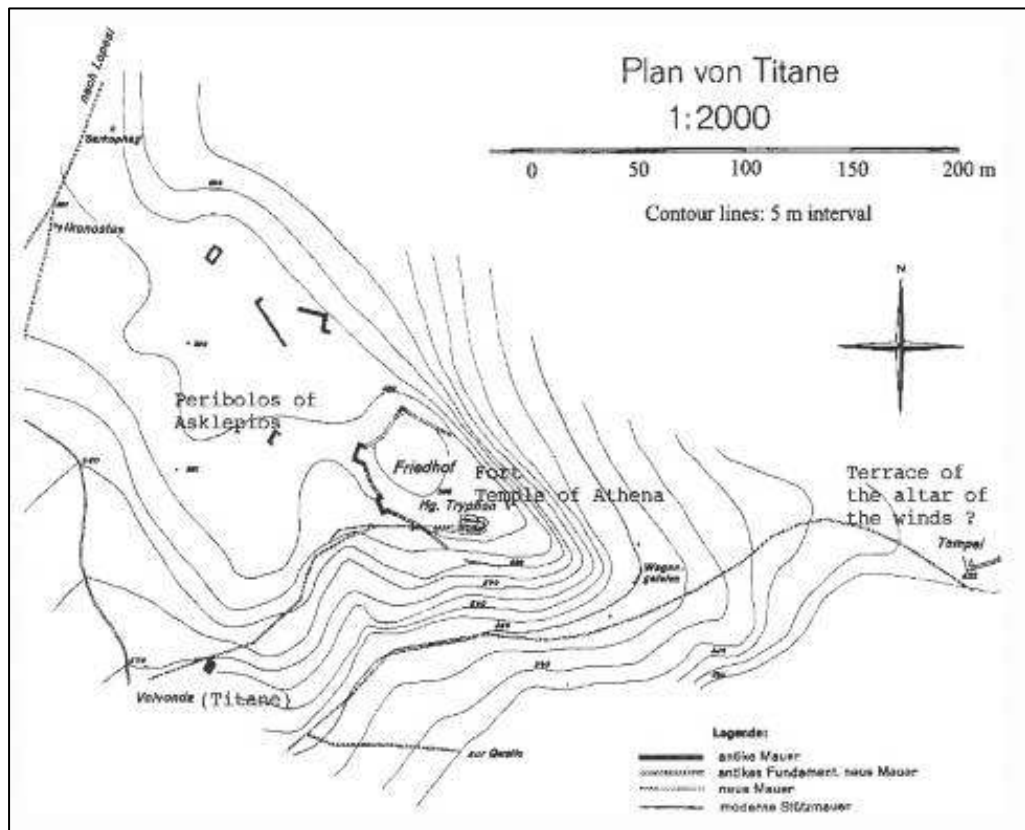 Plan von Titane
1:2000
0 50 100 150 200 m
Contour lines: 5 m interval
N
nach Lopesi
Sarkophag
Ikonostas
Peribolos of
Asklepios
Friedhof
Fort
Temple of Athena
Hg. Tryphon
Terrace of
the altar of
the winds ?
Tempel
Wagen-
geleise
Voivonda (Titane)
zur Quelle
Legende:
antike Mauer
antikes Fundament, neue Mauer
neue Mauer
moderne Stützmauer